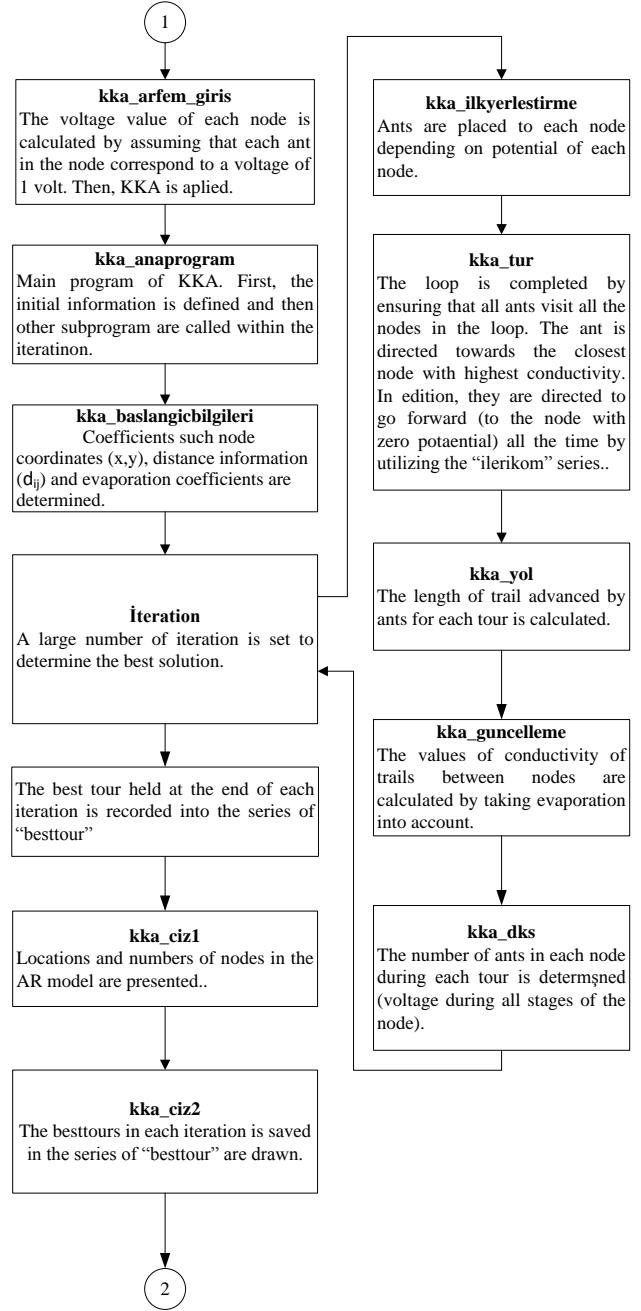 1
kka_arfem_giris
The voltage value of each node is
calculated by assuming that each ant
in the node correspond to a voltage of
1 volt. Then, KKA is aplied.
kka_anaprogram
Main program of KKA. First, the
initial information is defined and then
other subprogram are called within the
iteratinon.
kka_baslangicbilgileri
Coefficients such node
coordinates (x,y), distance information
(dij) and evaporation coefficients are
determined.
İteration
A large number of iteration is set to
determine the best solution.
The best tour held at the end of each
iteration is recorded into the series of
“besttour”
kka_ciz1
Locations and numbers of nodes in the
AR model are presented..
kka_ciz2
The besttours in each iteration is saved
in the series of “besttour” are drawn.
2
kka_ilkyerlestirme
Ants are placed to each node
depending on potential of each
node.
kka_tur
The loop is completed by
ensuring that all ants visit all the
nodes in the loop. The ant is
directed towards the closest
node with highest conductivity.
In edition, they are directed to
go forward (to the node with
zero potaential) all the time by
utilizing the “ilerikom” series..
kka_yol
The length of trail advanced by
ants for each tour is calculated.
kka_guncelleme
The values of conductivity of
trails between nodes are
calculated by taking evaporation
into account.
kka_dks
The number of ants in each node
during each tour is determşned
(voltage during all stages of the
node).